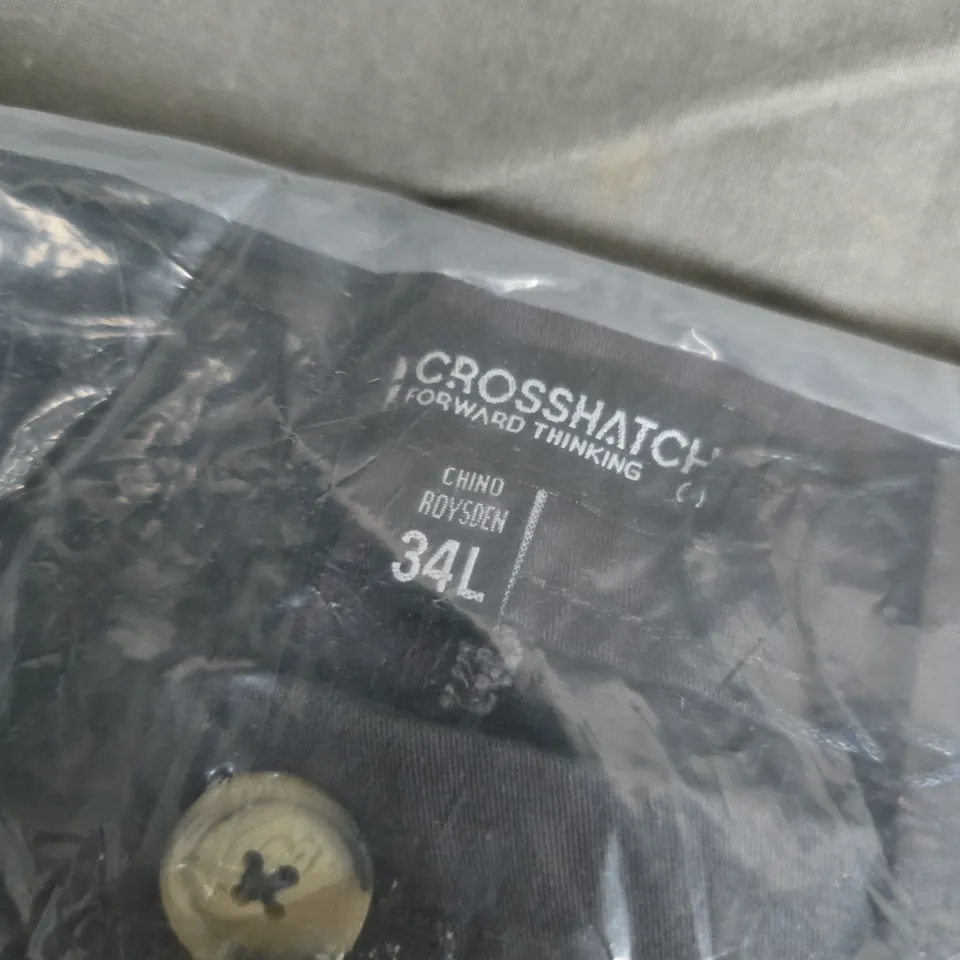 CROSSHATCH
FORWARD THINKING
CHINO
ROYSDEN
34L